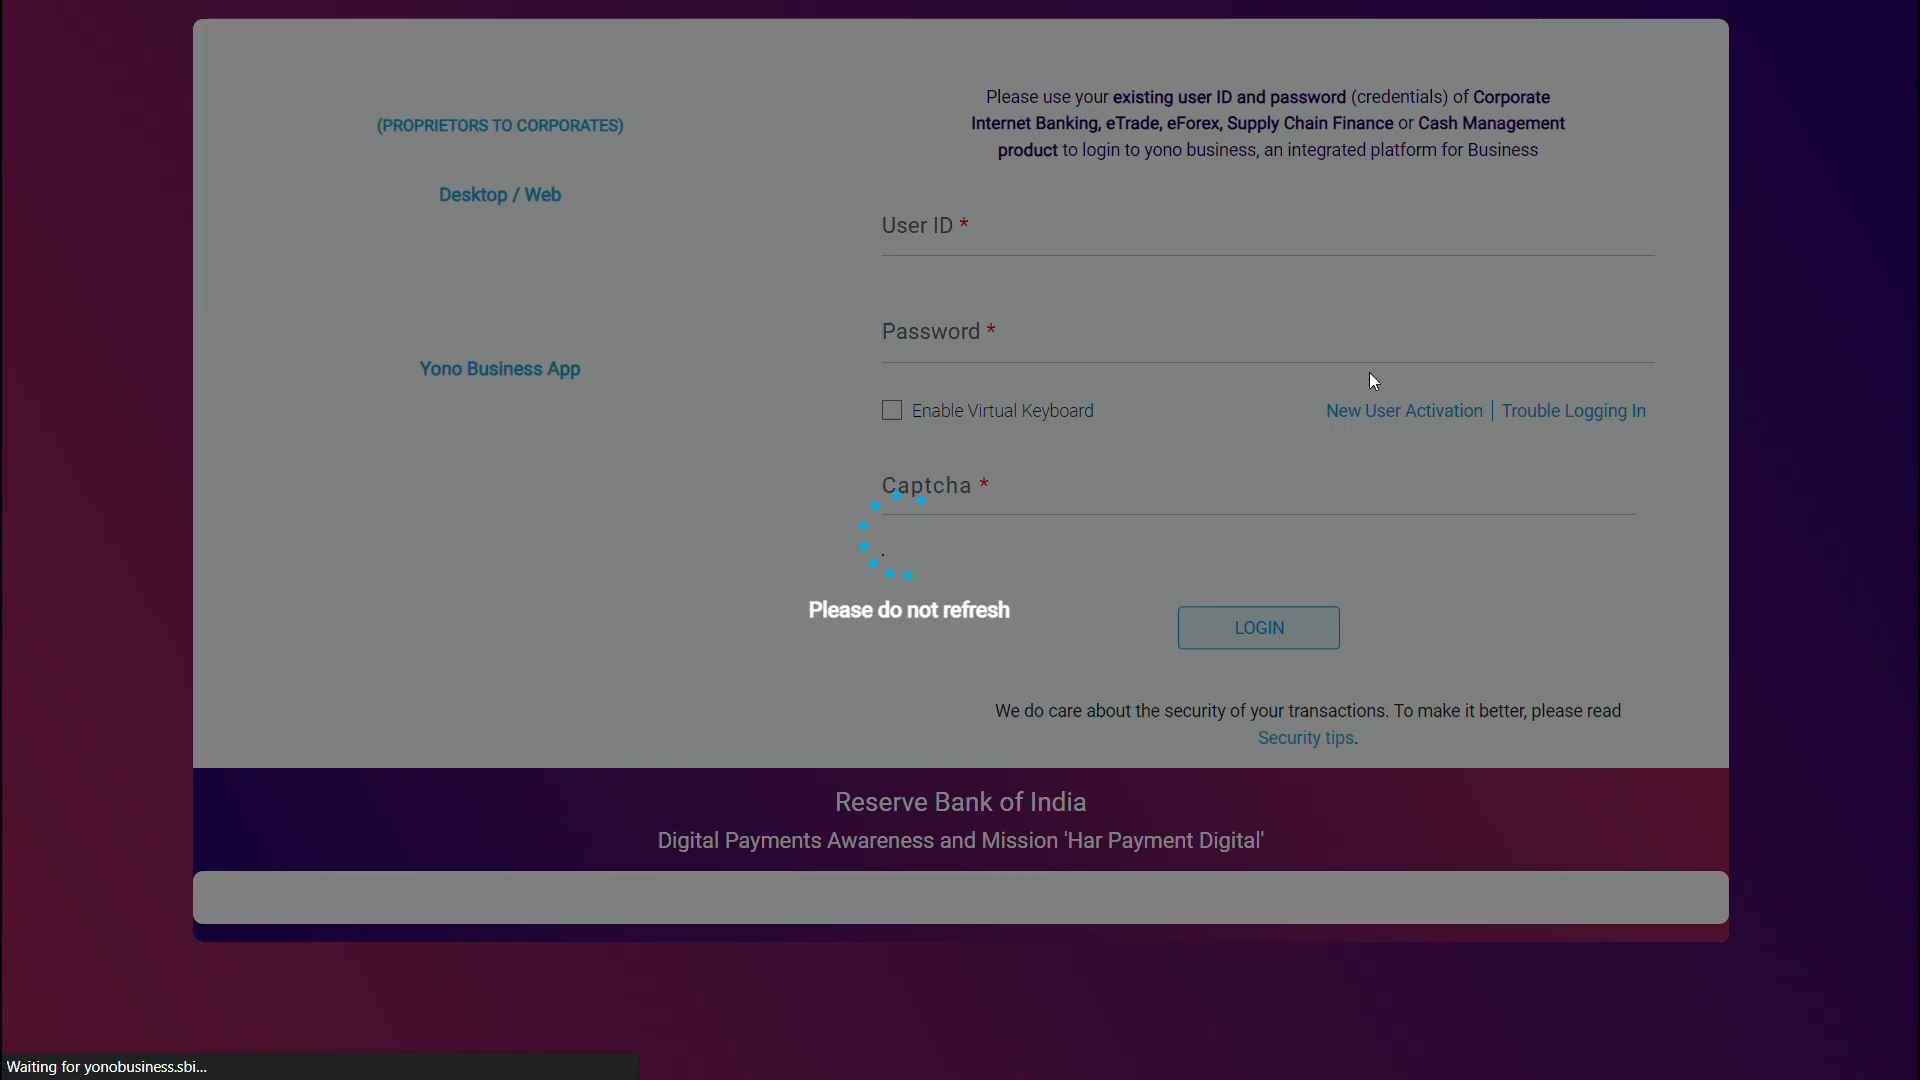 (PROPRIETORS TO CORPORATES)
Desktop / Web
Yono Business App
Please use your existing user ID and password (credentials) of Corporate
Internet Banking, eTrade, eForex, Supply Chain Finance or Cash Management
product to login to yono business, an integrated platform for Business
User ID *
Password *
Enable Virtual Keyboard
New User Activation | Trouble Logging In
Captcha *
.
Please do not refresh
LOGIN
We do care about the security of your transactions. To make it better, please read
Security tips.
Reserve Bank of India
Digital Payments Awareness and Mission 'Har Payment Digital'
Waiting for yonobusiness.sbi...